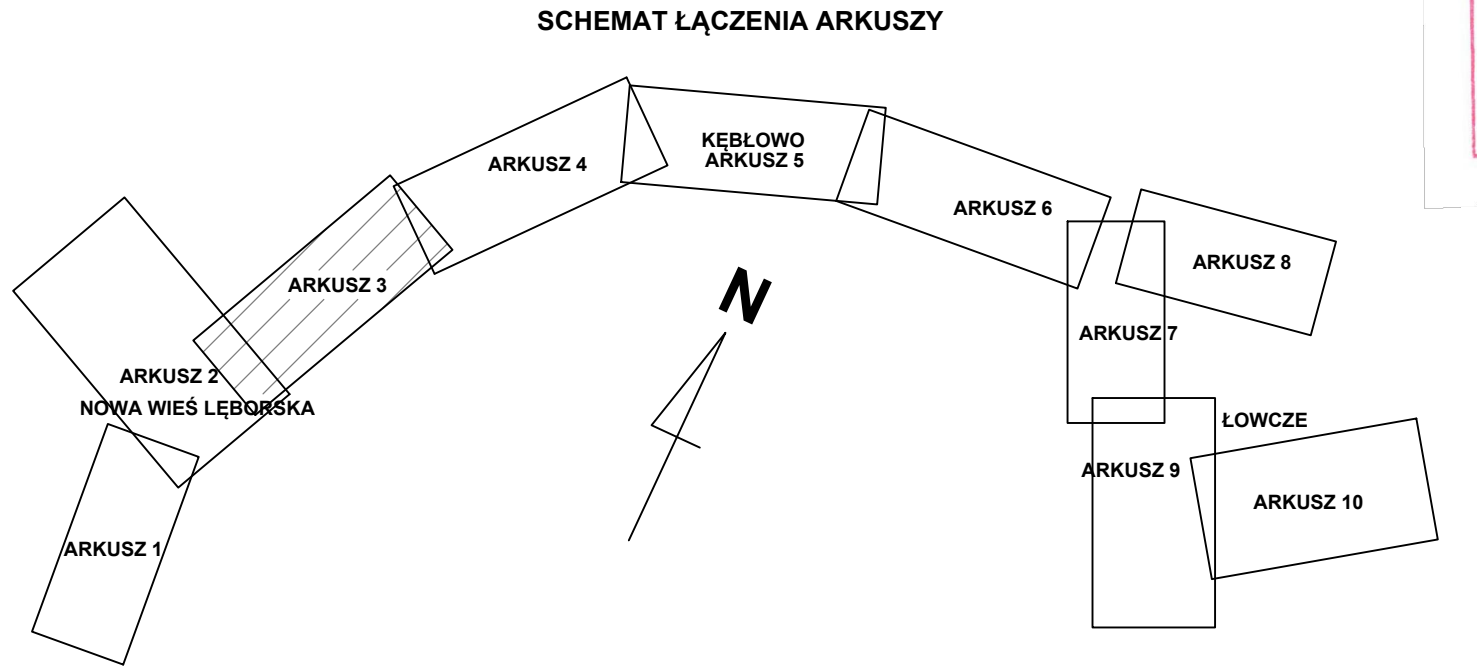 SCHEMAT ŁĄCZENIA ARKUSZY
KĘBŁOWO
ARKUSZ 5
ARKUSZ 4
ARKUSZ 6
ARKUSZ 8
ARKUSZ 3
N
ARKUSZ 7
ARKUSZ 2
NOWA WIEŚ LĘBORSKA
ŁOWCZE
ARKUSZ 9
ARKUSZ 10
ARKUSZ 1